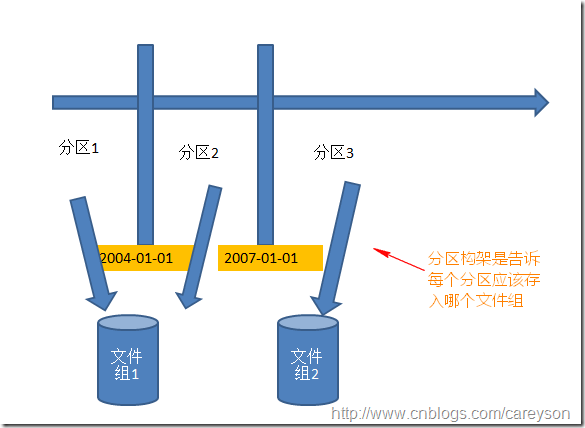 分区1
分区2
分区3
2004-01-01
2007-01-01
分区构架是告诉
每个分区应该存
入哪个文件组
文件
组1
文件
组2
http://www.cnblogs.com/careyson